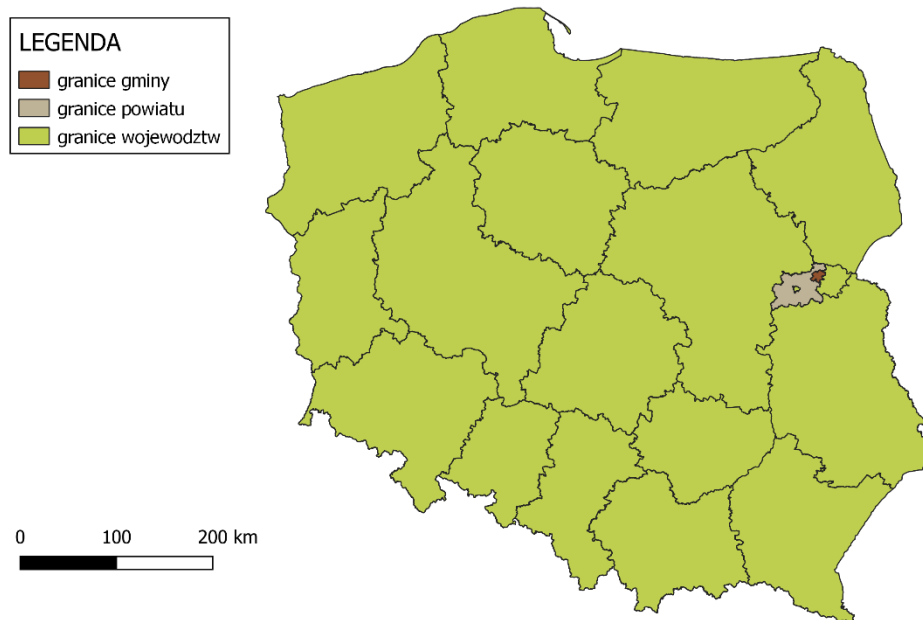 LEGENDA
granice gminy
granice powiatu
granice wojewodztw
0 100 200 km